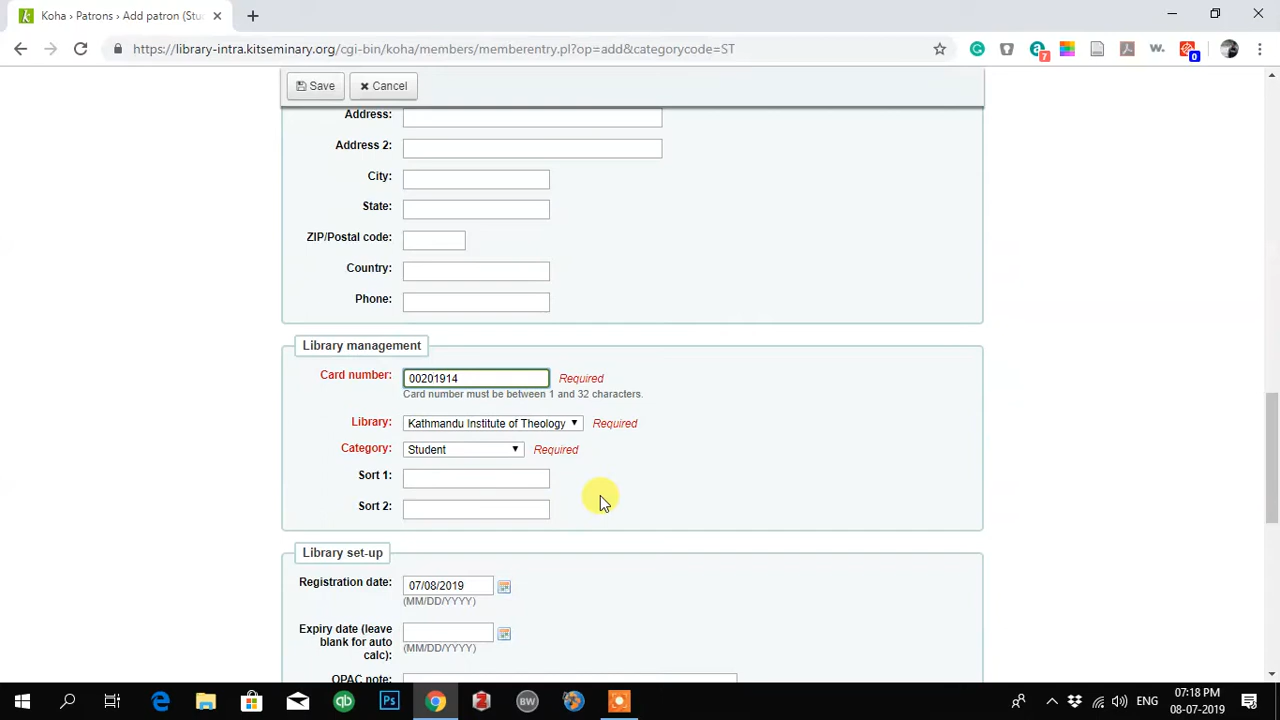 Koha › Patrons › Add patron (Stu
https://library-intra.kitseminary.org/cgi-bin/koha/members/memberentry.pl?op=add&categorycode=ST
7
w.
0
Save
Cancel
Address:
Address 2:
City:
State:
ZIP/Postal code:
Country:
Phone:
Library management
Card number: 00201914 Required
Card number must be between 1 and 32 characters.
Library: Kathmandu Institute of Theology Required
Category: Student Required
Sort 1:
Sort 2:
Library set-up
Registration date: 07/08/2019
(MM/DD/YYYY)
Expiry date (leave
blank for auto
calc):
(MM/DD/YYYY)
OPAC note:
Ps
BW
ENG
07:18 PM
08-07-2019